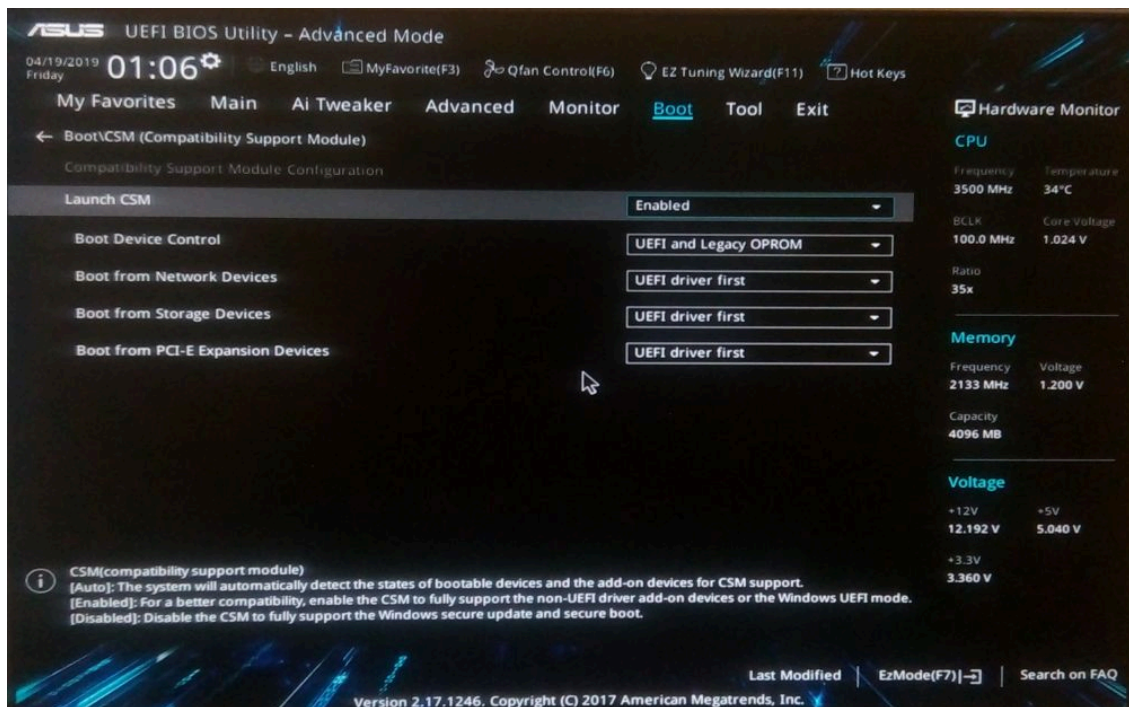 ASUS UEFI BIOS Utility – Advanced Mode
04/19/2019
Friday
01:06
English MyFavorite(F3) Qfan Control(F6) EZ Tuning Wizard(F11) ? Hot Keys
My Favorites Main Ai Tweaker Advanced Monitor Boot Tool Exit
← Boot\CSM (Compatibility Support Module)
Compatibility Support Module Configuration
Launch CSM Enabled
Boot Device Control UEFI and Legacy OPROM
Boot from Network Devices UEFI driver first
Boot from Storage Devices UEFI driver first
Boot from PCI-E Expansion Devices UEFI driver first
Hardware Monitor
CPU
Frequency Temperature
3500 MHz 34°C
BCLK Core Voltage
100.0 MHz 1.024 V
Ratio
35x
Memory
Frequency Voltage
2133 MHz 1.200 V
Capacity
4096 MB
Voltage
+12V +5V
12.192 V 5.040 V
+3.3V
3.360 V
i
CSM(compatibility support module)
[Auto]: The system will automatically detect the states of bootable devices and the add-on devices for CSM support.
[Enabled]: For a better compatibility, enable the CSM to fully support the non-UEFI driver add-on devices or the Windows UEFI mode.
[Disabled]: Disable the CSM to fully support the Windows secure update and secure boot.
Last Modified EzMode(F7) Search on FAQ
Version 2.17.1246. Copyright (C) 2017 American Megatrends, Inc.